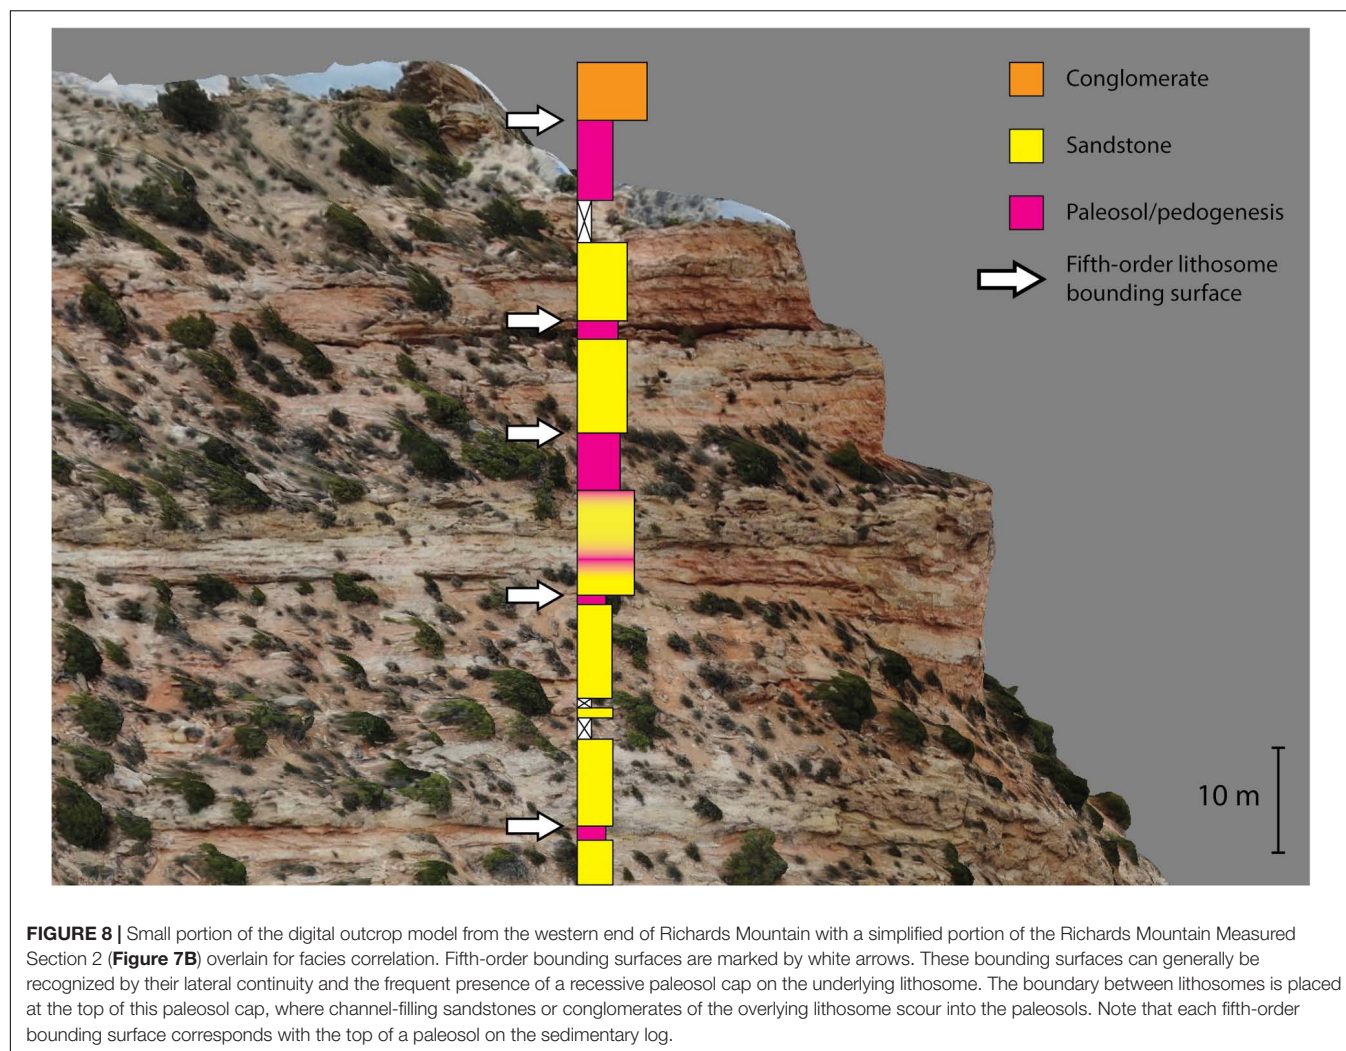 Conglomerate
Sandstone
Paleosol/pedogenesis
Fifth-order lithosome
bounding surface
10 m
FIGURE 8 | Small portion of the digital outcrop model from the western end of Richards Mountain with a simplified portion of the Richards Mountain Measured
Section 2 (Figure 7B) overlain for facies correlation. Fifth-order bounding surfaces are marked by white arrows. These bounding surfaces can generally be
recognized by their lateral continuity and the frequent presence of a recessive paleosol cap on the underlying lithosome. The boundary between lithosomes is placed
at the top of this paleosol cap, where channel-filling sandstones or conglomerates of the overlying lithosome scour into the paleosols. Note that each fifth-order
bounding surface corresponds with the top of a paleosol on the sedimentary log.